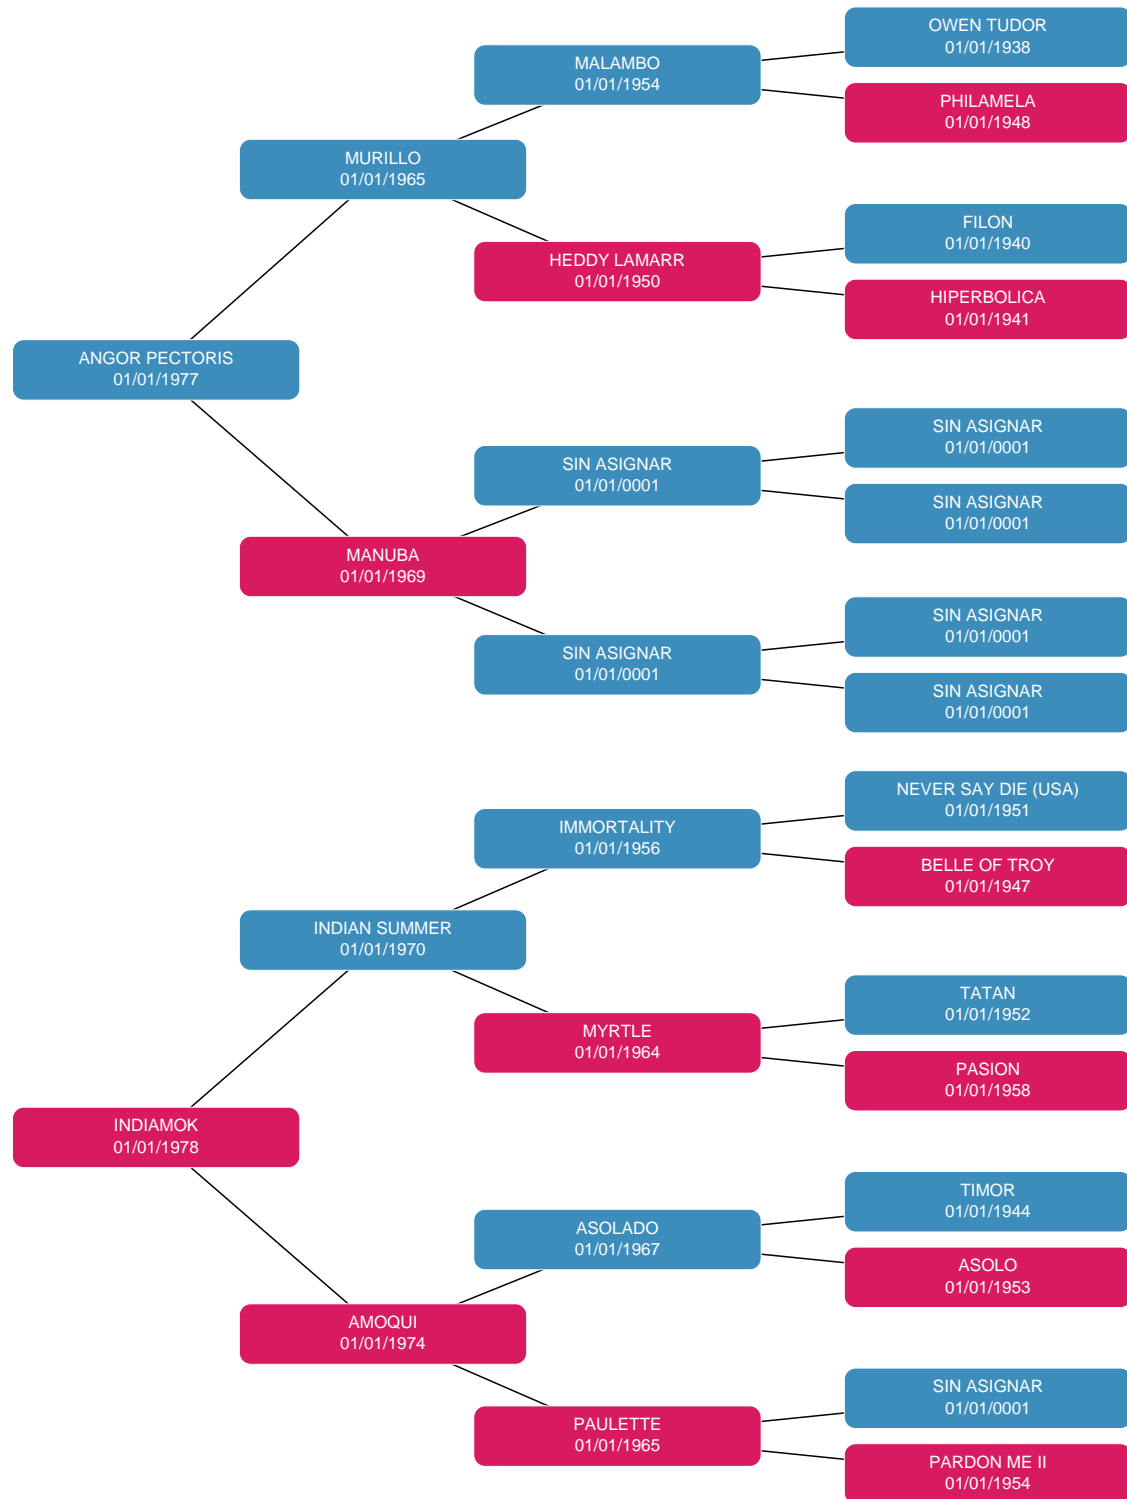 OWEN TUDOR
01/01/1938
MALAMBO
01/01/1954
PHILAMELA
01/01/1948
MURILLO
01/01/1965
FILON
01/01/1940
HEDDY LAMARR
01/01/1950
HIPERBOLICA
01/01/1941
ANGOR PECTORIS
01/01/1977
SIN ASIGNAR
01/01/0001
SIN ASIGNAR
01/01/0001
SIN ASIGNAR
01/01/0001
MANUBA
01/01/1969
SIN ASIGNAR
01/01/0001
SIN ASIGNAR
01/01/0001
SIN ASIGNAR
01/01/0001
NEVER SAY DIE (USA)
01/01/1951
IMMORTALITY
01/01/1956
BELLE OF TROY
01/01/1947
INDIAN SUMMER
01/01/1970
TATAN
01/01/1952
MYRTLE
01/01/1964
PASION
01/01/1958
INDIAMOK
01/01/1978
TIMOR
01/01/1944
ASOLADO
01/01/1967
ASOLO
01/01/1953
AMOQUI
01/01/1974
SIN ASIGNAR
01/01/0001
PAULETTE
01/01/1965
PARDON ME II
01/01/1954